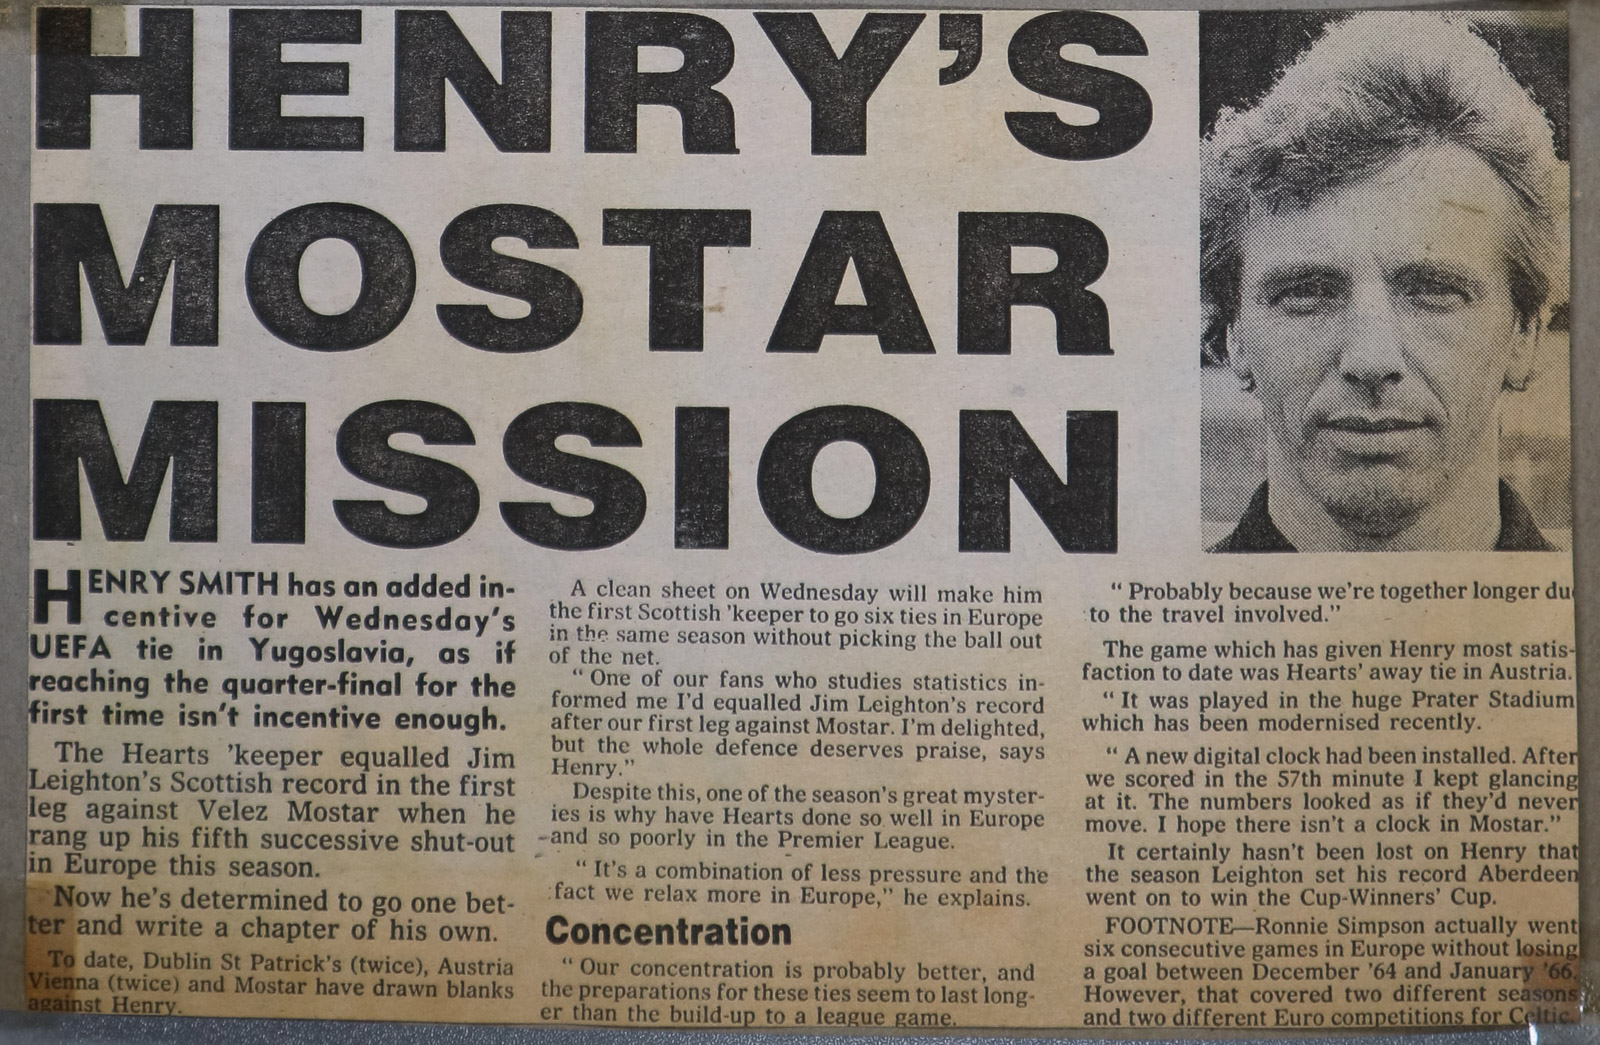 HENRY'S
MOSTAR
MISSION
HENRY SMITH has an added in-
centive for Wednesday's
UEFA tie in Yugoslavia, as if
reaching the quarter-final for the
first time isn't incentive enough.
The Hearts 'keeper equalled Jim
Leighton's Scottish record in the first
leg against Velez Mostar when he
rang up his fifth successive shut-out
in Europe this season.
Now he's determined to go one bet-
ter and write a chapter of his own.
To date, Dublin St Patrick's (twice), Austria
Vienna (twice) and Mostar have drawn blanks
against Henry.
A clean sheet on Wednesday will make him
the first Scottish 'keeper to go six ties in Europe
in the same season without picking the ball out
of the net.
"One of our fans who studies statistics in-
formed me I'd equalled Jim Leighton's record
after our first leg against Mostar. I'm delighted,
but the whole defence deserves praise, says
Henry."
Despite this, one of the season's great myster-
ies is why have Hearts done so well in Europe
and so poorly in the Premier League.
"It's a combination of less pressure and the
fact we relax more in Europe," he explains.
Concentration
"Our concentration is probably better, and
the preparations for these ties seem to last long-
er than the build-up to a league game.
"Probably because we're together longer du
to the travel involved."
The game which has given Henry most satis-
faction to date was Hearts' away tie in Austria.
"It was played in the huge Prater Stadium
which has been modernised recently.
"A new digital clock had been installed. After
we scored in the 57th minute I kept glancing
at it. The numbers looked as if they'd never
move. I hope there isn't a clock in Mostar."
It certainly hasn't been lost on Henry that
the season Leighton set his record Aberdeen
went on to win the Cup-Winners' Cup.
FOOTNOTE—Ronnie Simpson actually went
six consecutive games in Europe without losing
a goal between December '64 and January '66.
However, that covered two different seasons
and two different Euro competitions for Celtic.